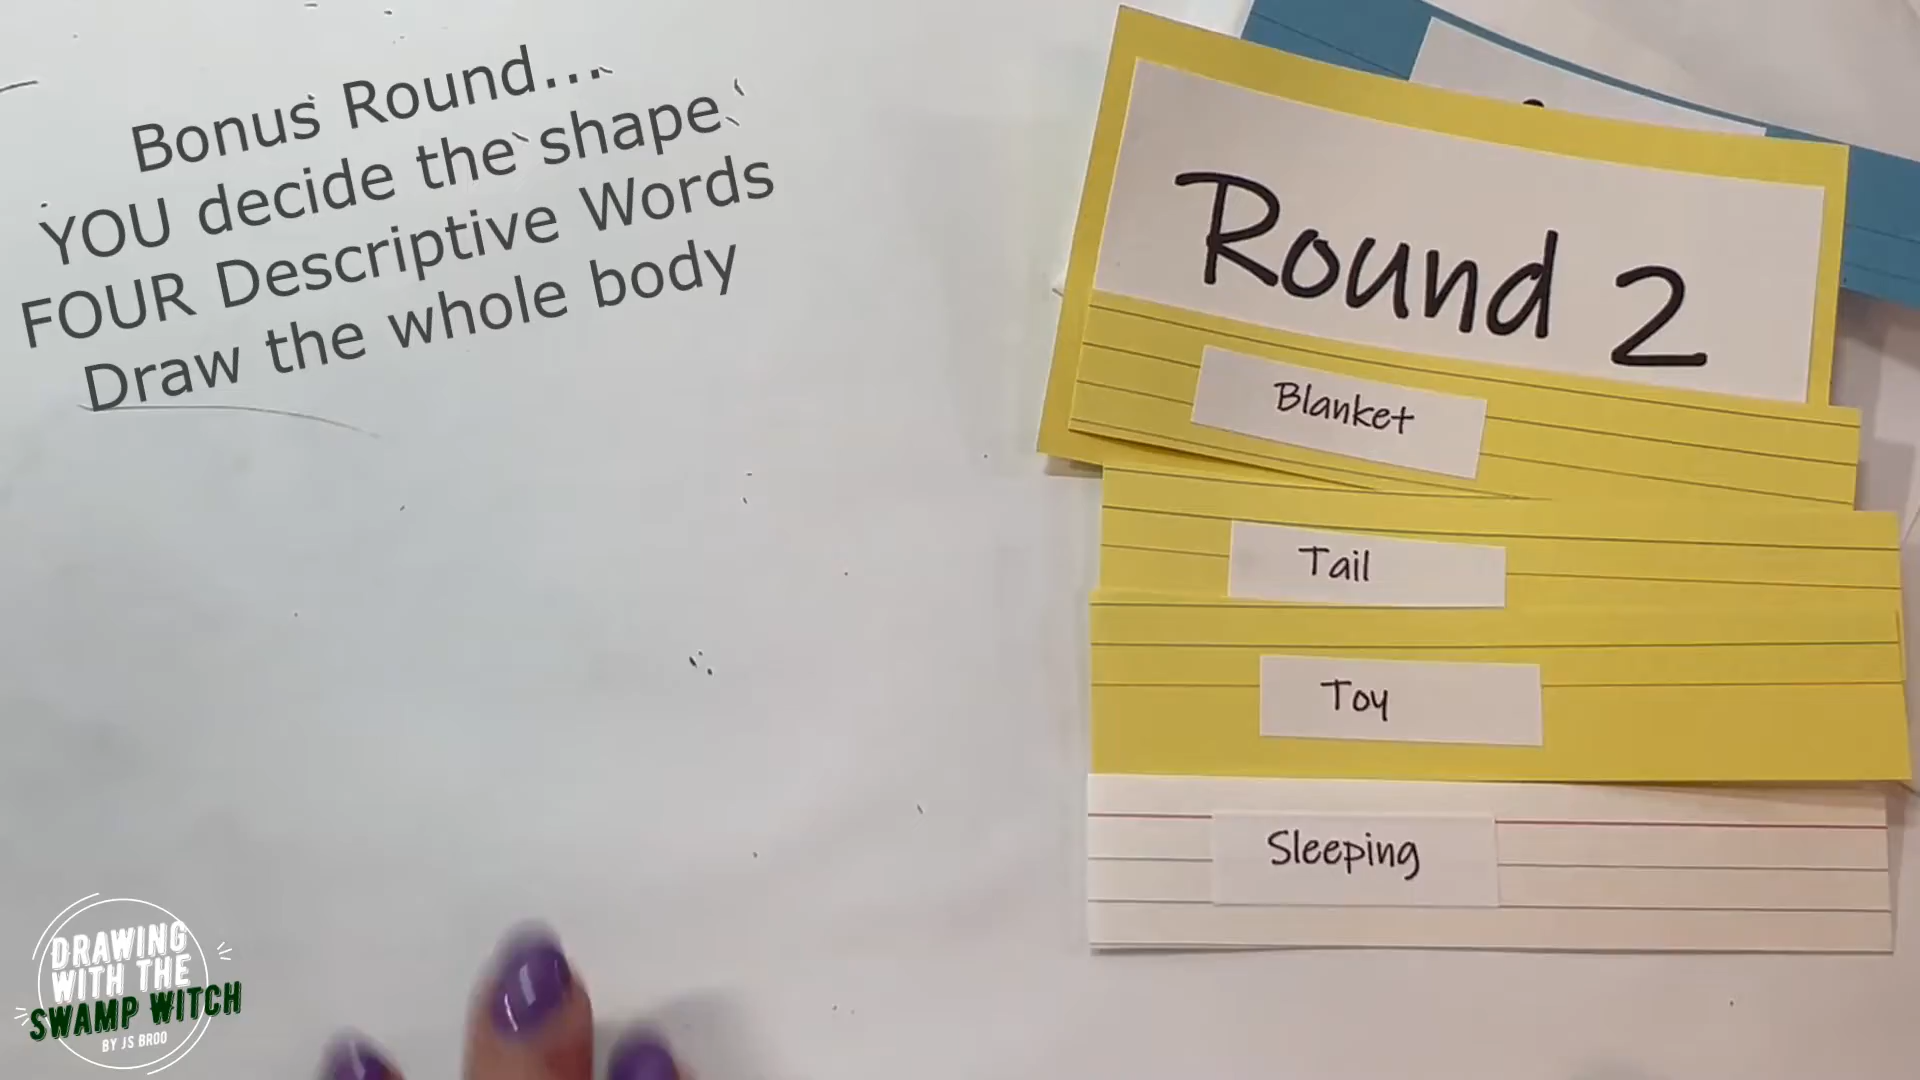 Bonus Round...
YOU decide the shape
FOUR Descriptive Words
Draw the whole body
Round 2
Blanket
Tail
Toy
Sleeping
DRAWING
WITH THE
SWAMP WITCH
BY JS BROO